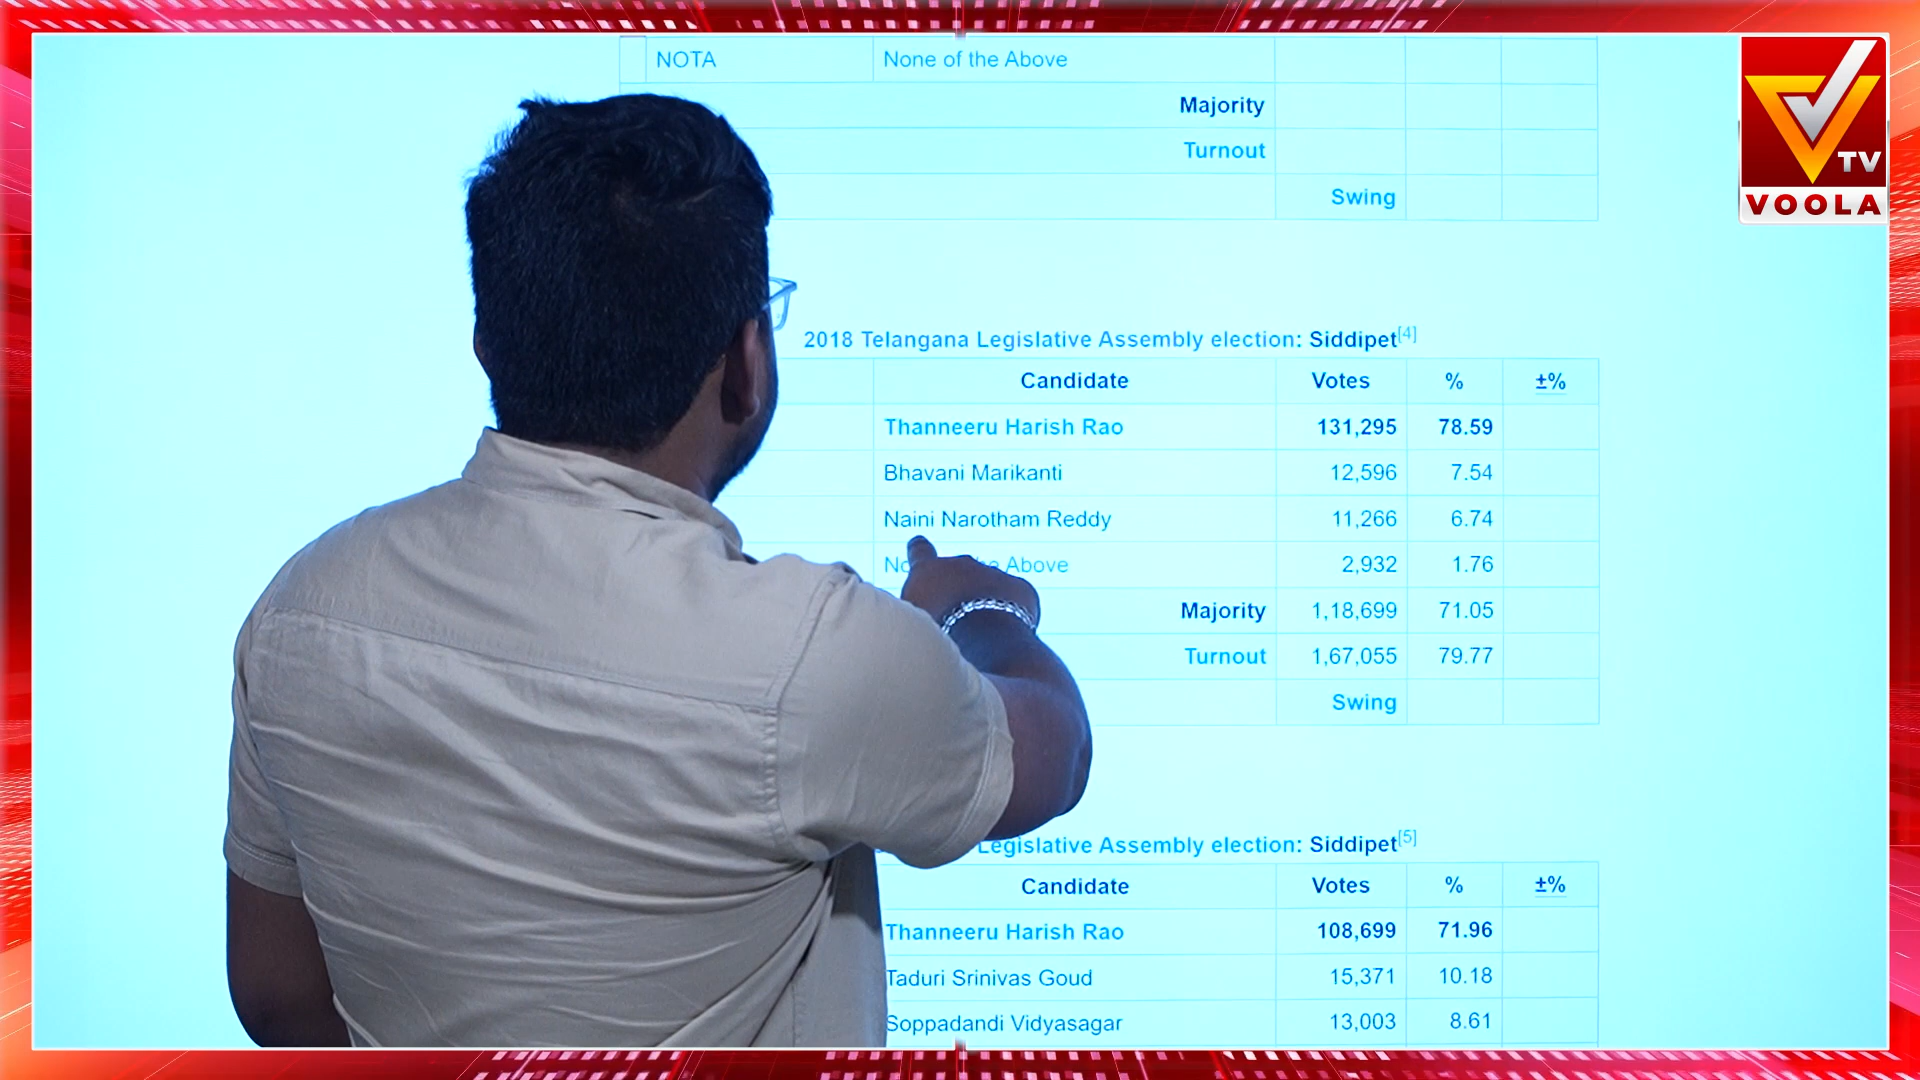 NOTA None of the Above
Majority
Turnout
Swing
TV
VOOLA
2018 Telangana Legislative Assembly election: Siddipet[4]
Candidate Votes % ±%
Thanneeru Harish Rao 131,295 78.59
Bhavani Marikanti 12,596 7.54
Naini Narotham Reddy 11,266 6.74
Above 2,932 1.76
Majority 1,18,699 71.05
Turnout 1,67,055 79.77
Swing
Legislative Assembly election: Siddipet[5]
Candidate Votes % ±%
Thanneeru Harish Rao 108,699 71.96
Taduri Srinivas Goud 15,371 10.18
Soppadandi Vidyasagar 13,003 8.61